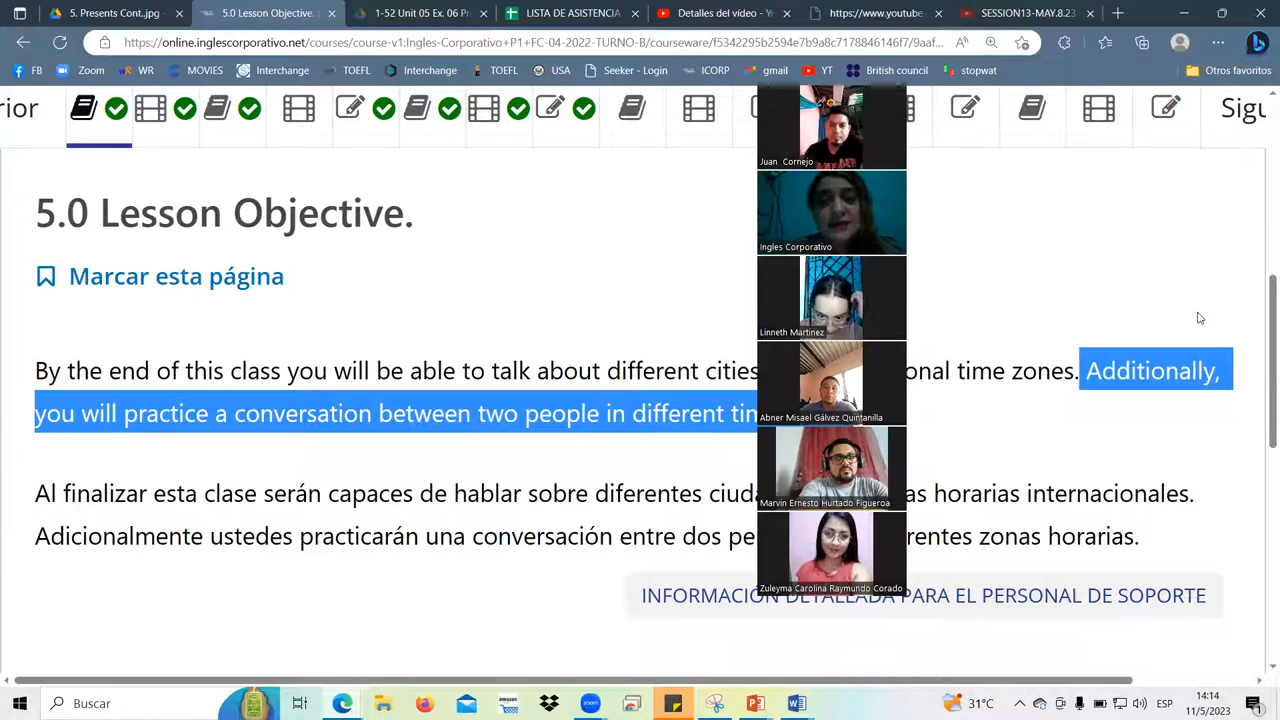 5. Presents Cont..jpg -
5.0 Lesson Objective.
1-52 Unit 05 Ex. 05 Pr
LISTA DE ASISTENCIA
Detalles del vídeo - Yo
https://www.youtube
SESSION13-MAY.8.23
https://online.inglescorporativo.net/courses/course-v1:Ingles-Corporativo+P1+FC-04-2022-TURNO-B/courseware/f5342295b2594e7b9a8c7178846146f7/9aaf...
FB
Zoom
WR
MOVIES
Interchange
TOEFL
Interchange
TOEFL
USA
Seeker - Login
ICORP
gmail
YT
British council
stopwat
Otros favoritos
rior
Sigu
Juan Cornejo
Ingles Corporativo
Linneth Martinez
Abner Misael Gálvez Quintanilla
Marvin Ernesto Hurtado Figueroa
Zuleyma Carolina Raymundo Corado
5.0 Lesson Objective.
Marcar esta página
By the end of this class you will be able to talk about different cities onal time zones. Additionally,
you will practice a conversation between two people in different tim
Al finalizar esta clase serán capaces de hablar sobre diferentes ciuda as horarias internacionales.
Adicionalmente ustedes practicarán una conversación entre dos pe rentes zonas horarias.
INFORMACIÓN DETALLADA PARA EL PERSONAL DE SOPORTE
Buscar
31°C
ESP
14:14
11/5/2023
1